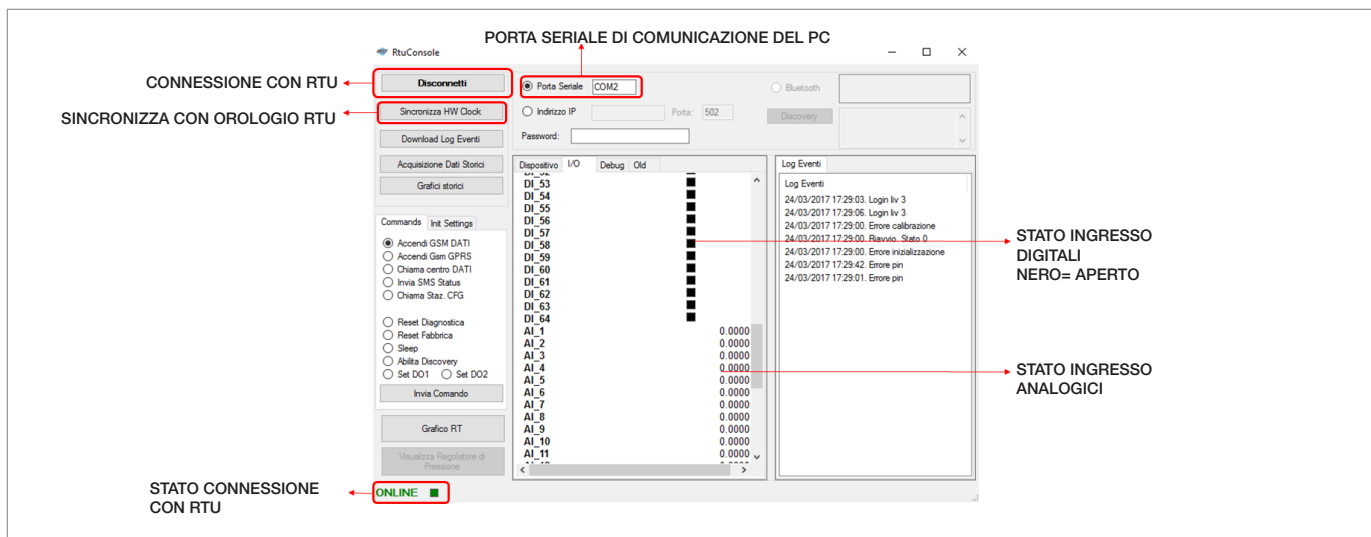 PORTA SERIALE DI COMUNICAZIONE DEL PC
RtuConsole
CONNESSIONE CON RTU
SINCRONIZZA CON OROLOGIO RTU
Disconnetti
Sincronizza HW Clock
Download Log Eventi
Acquisizione Dati Storici
Grafici storici
Porta Seriale COM2
Indirizzo IP Porta: 502
Password:
Bluetooth
Discovery
Commands Init Settings
Accendi GSM DATI
Accendi Gsm GPRS
Chiama centro DATI
Invia SMS Status
Chiama Staz. CFG
Reset Diagnostica
Reset Fabbrica
Sleep
Abilita Discovery
Set DO1 Set DO2
Invia Comando
Grafico RT
Visualizza Regolatore di
Pressione
ONLINE
STATO CONNESSIONE
CON RTU
Dispositivo I/O Debug Old
DI_52
DI_53
DI_54
DI_55
DI_56
DI_57
DI_58
DI_59
DI_60
DI_61
DI_62
DI_63
DI_64
AI_1 0.0000
AI_2 0.0000
AI_3 0.0000
AI_4 0.0000
AI_5 0.0000
AI_6 0.0000
AI_7 0.0000
AI_8 0.0000
AI_9 0.0000
AI_10 0.0000
AI_11 0.0000
Log Eventi
Log Eventi
24/03/2017 17:29:03. Login liv 3
24/03/2017 17:29:06. Login liv 3
24/03/2017 17:29:00. Errore calibrazione
24/03/2017 17:29:00. Riavvio. Stato 0
24/03/2017 17:29:00. Errore inizializzazione
24/03/2017 17:29:42. Errore pin
24/03/2017 17:29:01. Errore pin
STATO INGRESSO
DIGITALI
NERO= APERTO
STATO INGRESSO
ANALOGICI